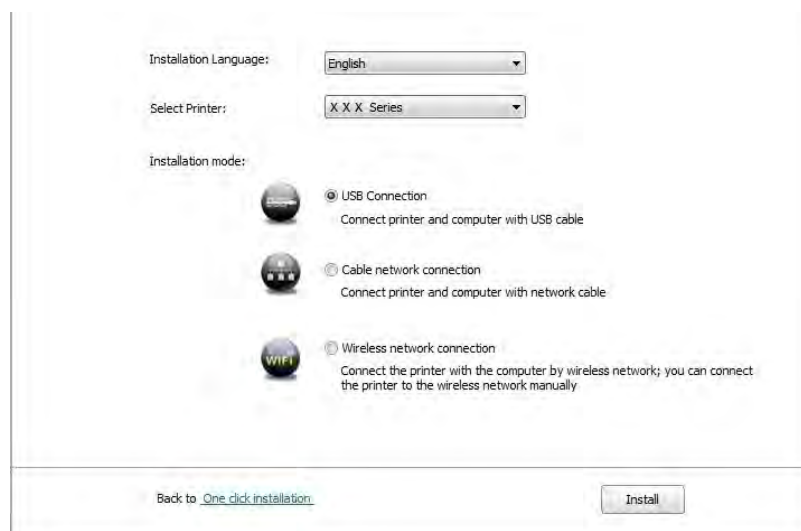 Installation Language:
English
Select Printer:
X X X Series
Installation mode:
USB Connection
Connect printer and computer with USB cable
Cable network connection
Connect printer and computer with network cable
WiFi
Wireless network connection
Connect the printer with the computer by wireless network; you can connect
the printer to the wireless network manually
Back to One click installation
Install